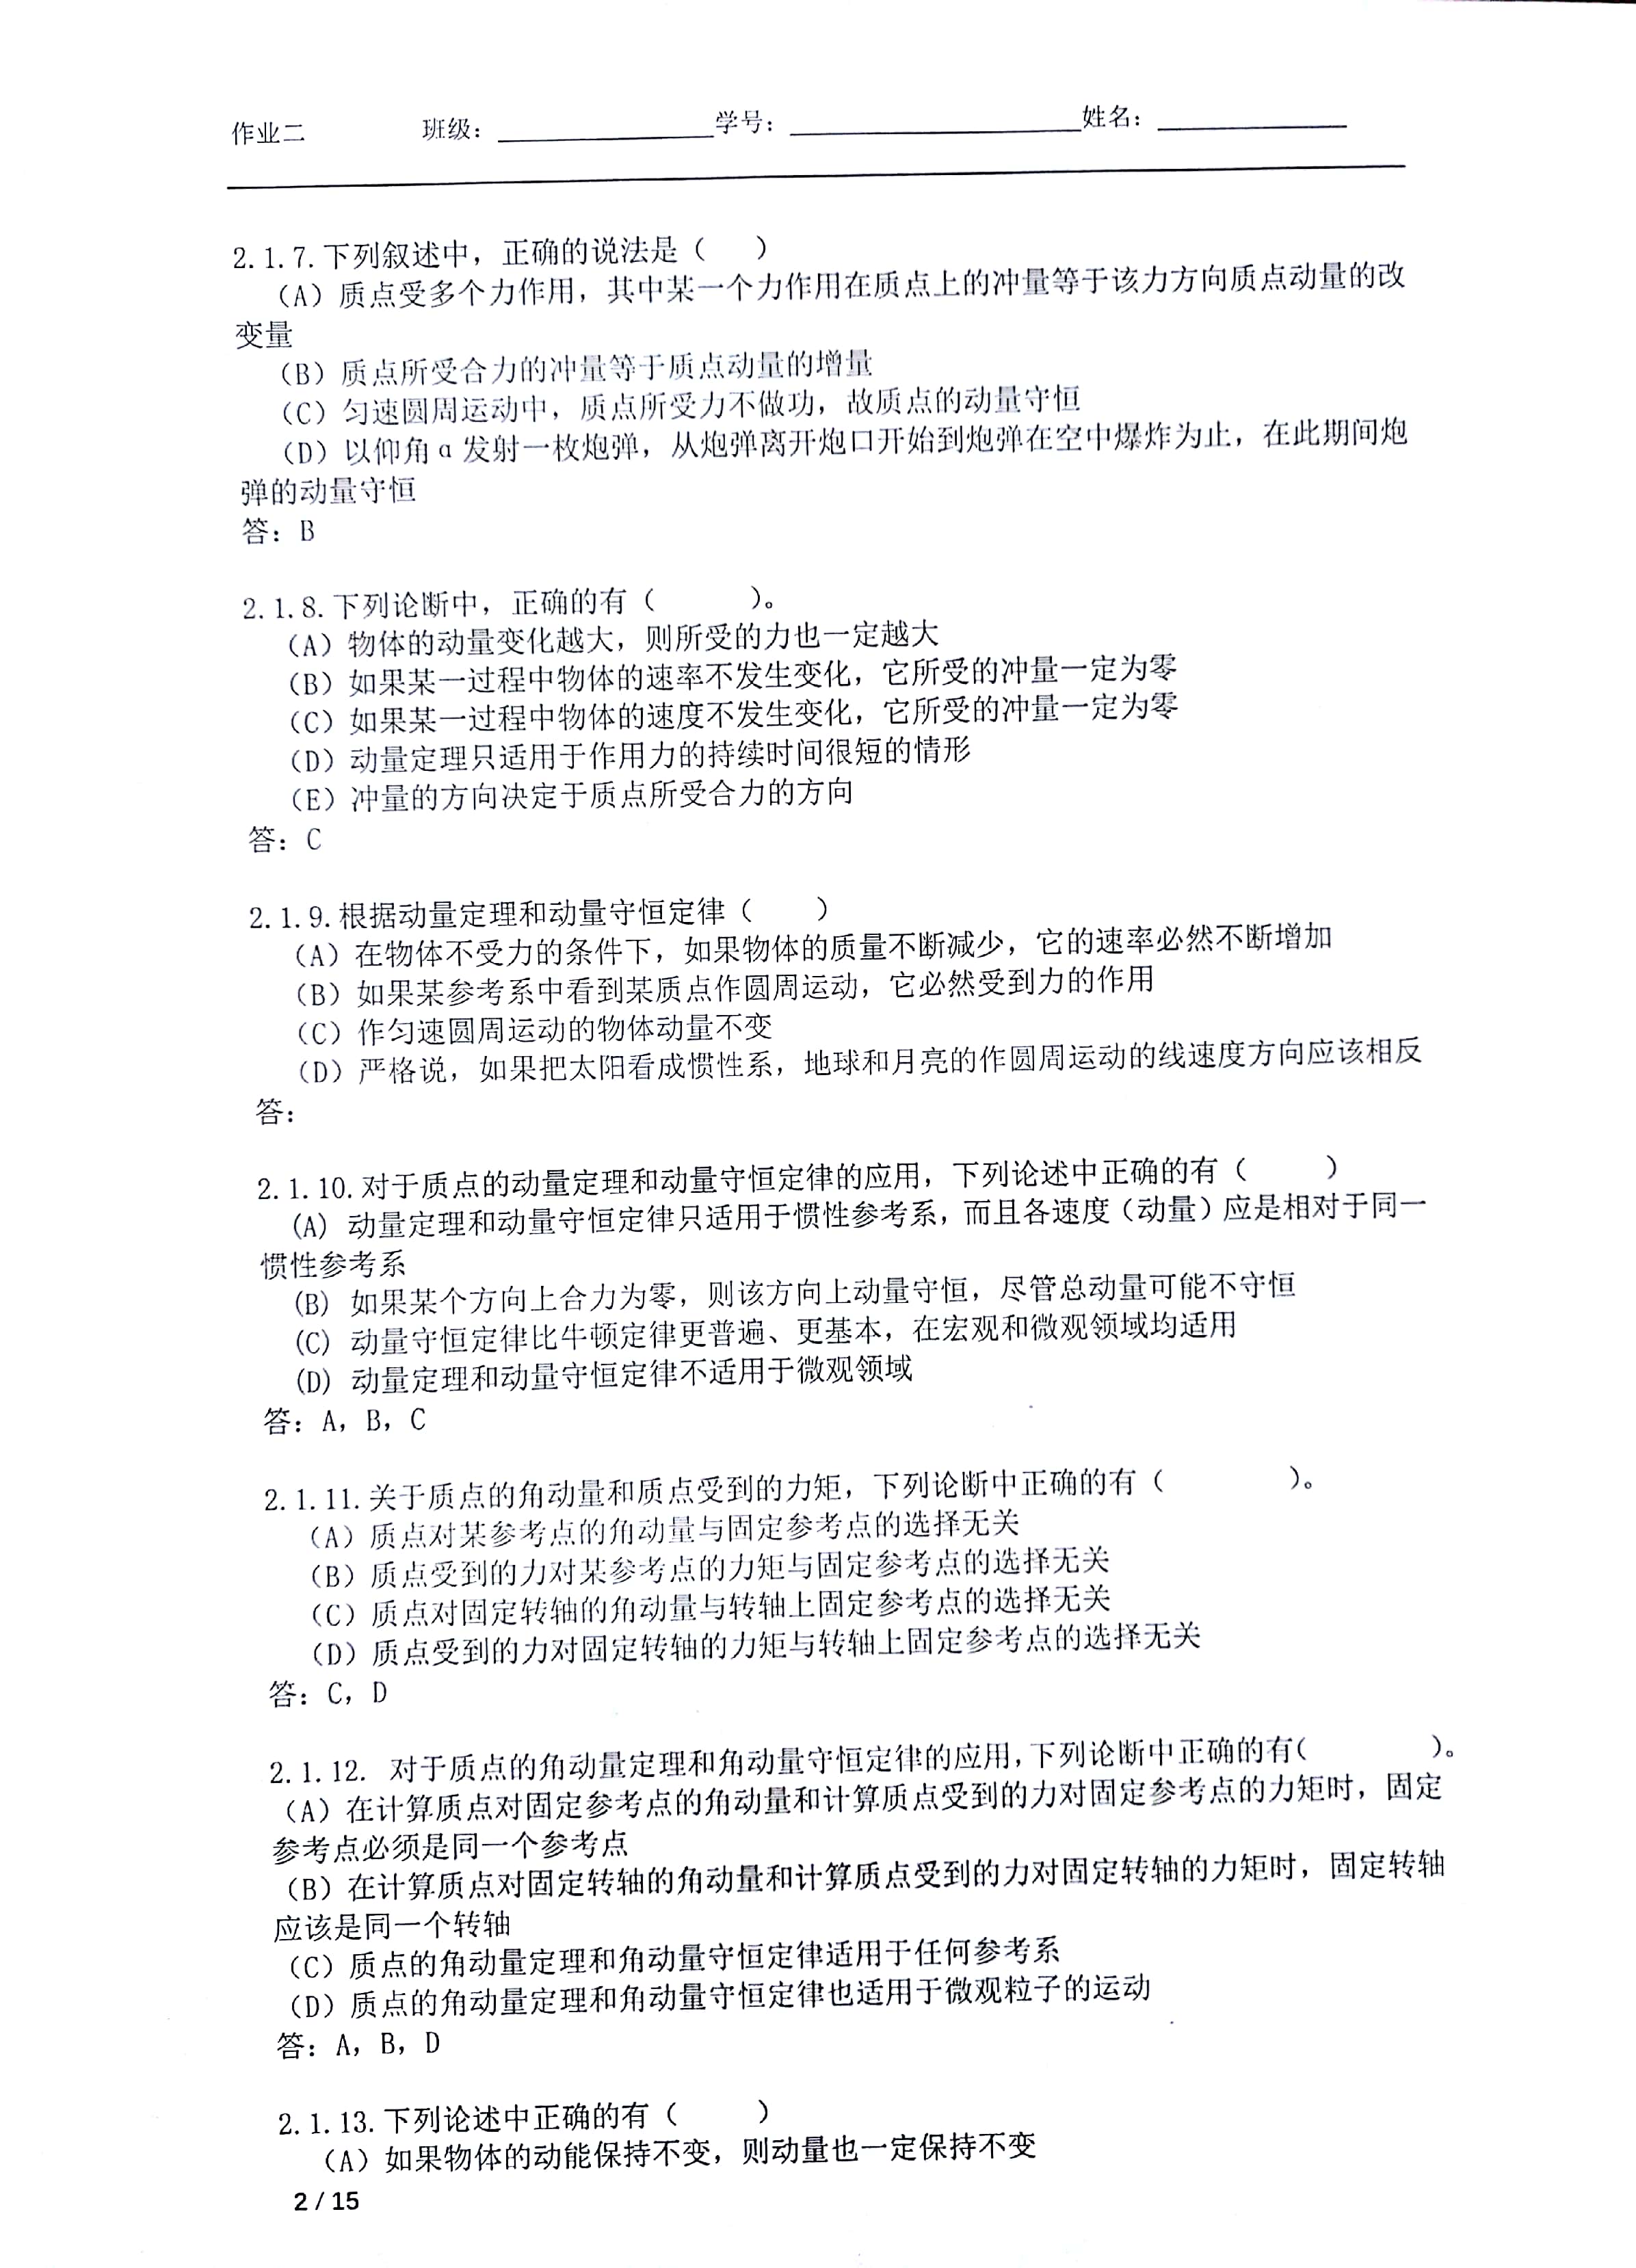 作业二 班级： 学号： 姓名：
2.1.7.下列叙述中，正确的说法是（ ）
（A）质点受多个力作用，其中某一个力作用在质点上的冲量等于该力方向质点动量的改
变量
（B）质点所受合力的冲量等于质点动量的增量
（C）匀速圆周运动中，质点所受力不做功，故质点的动量守恒
（D）以仰角α发射一枚炮弹，从炮弹离开炮口开始到炮弹在空中爆炸为止，在此期间炮
弹的动量守恒
答：B
2.1.8.下列论断中，正确的有（ ）。
（A）物体的动量变化越大，则所受的力也一定越大
（B）如果某一过程中物体的速率不发生变化，它所受的冲量一定为零
（C）如果某一过程中物体的速度不发生变化，它所受的冲量一定为零
（D）动量定理只适用于作用力的持续时间很短的情形
（E）冲量的方向决定于质点所受合力的方向
答：C
2.1.9.根据动量定理和动量守恒定律（ ）
（A）在物体不受力的条件下，如果物体的质量不断减少，它的速率必然不断增加
（B）如果某参考系中看到某质点作圆周运动，它必然受到力的作用
（C）作匀速圆周运动的物体动量不变
（D）严格说，如果把太阳看成惯性系，地球和月亮的作圆周运动的线速度方向应该相反
答：
2.1.10.对于质点的动量定理和动量守恒定律的应用，下列论述中正确的有（ ）
(A) 动量定理和动量守恒定律只适用于惯性参考系，而且各速度（动量）应是相对于同一
惯性参考系
(B) 如果某个方向上合力为零，则该方向上动量守恒，尽管总动量可能不守恒
(C) 动量守恒定律比牛顿定律更普遍、更基本，在宏观和微观领域均适用
(D) 动量定理和动量守恒定律不适用于微观领域
答：A，B，C
2.1.11.关于质点的角动量和质点受到的力矩，下列论断中正确的有（ ）。
（A）质点对某参考点的角动量与固定参考点的选择无关
（B）质点受到的力对某参考点的力矩与固定参考点的选择无关
（C）质点对固定转轴的角动量与转轴上固定参考点的选择无关
（D）质点受到的力对固定转轴的力矩与转轴上固定参考点的选择无关
答：C，D
2.1.12. 对于质点的角动量定理和角动量守恒定律的应用,下列论断中正确的有( )。
（A）在计算质点对固定参考点的角动量和计算质点受到的力对固定参考点的力矩时，固定
参考点必须是同一个参考点
（B）在计算质点对固定转轴的角动量和计算质点受到的力对固定转轴的力矩时，固定转轴
应该是同一个转轴
（C）质点的角动量定理和角动量守恒定律适用于任何参考系
（D）质点的角动量定理和角动量守恒定律也适用于微观粒子的运动
答：A，B，D
2.1.13.下列论述中正确的有（ ）
（A）如果物体的动能保持不变，则动量也一定保持不变
2 / 15